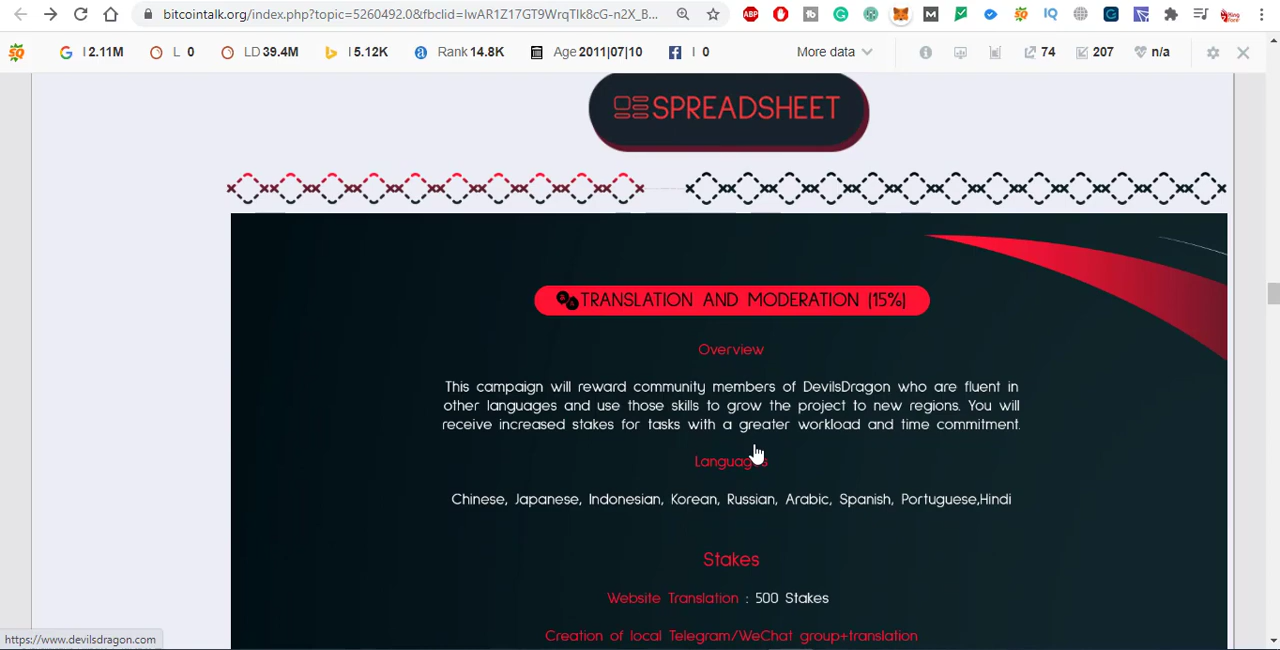 bitcointalk.org/index.php?topic=5260492.0&fbclid=IwAR1Z17GT9WrqTlk8cG-n2X_B...
I 2.11M L 0 LD 39.4M I 5.12K Rank 14.8K Age 2011|07|10 I 0 More data 74 207 n/a
SPREADSHEET
TRANSLATION AND MODERATION (15%)
Overview
This campaign will reward community members of DevilsDragon who are fluent in
other languages and use those skills to grow the project to new regions. You will
receive increased stakes for tasks with a greater workload and time commitment.
Languages
Chinese, Japanese, Indonesian, Korean, Russian, Arabic, Spanish, Portuguese,Hindi
Stakes
Website Translation : 500 Stakes
Creation of local Telegram/WeChat group+translation
https://www.devilsdragon.com